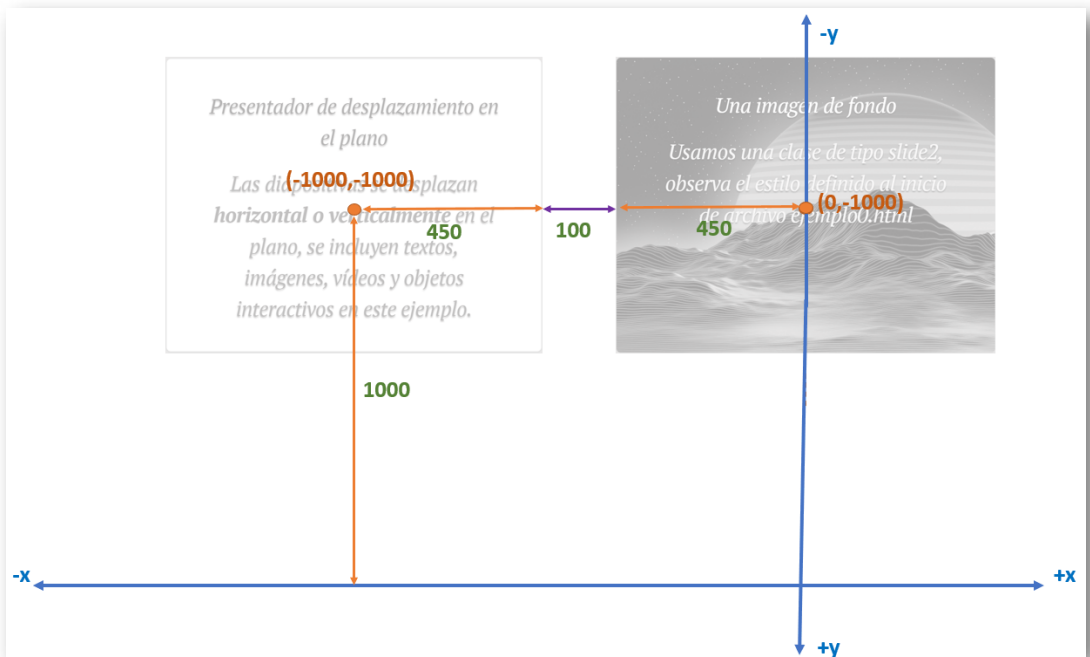 -y
Presentador de desplazamiento en
el plano
Las diapositivas se desplazan
horizontal o verticalmente en el
plano, se incluyen textos,
imágenes, vídeos y objetos
interactivos en este ejemplo.
(-1000,-1000)
450
100
450
1000
Una imagen de fondo
Usamos una clase de tipo slide2,
observa el estilo definido al inicio
de archivo ejemplo0.html
(0,-1000)
-x
+x
+y